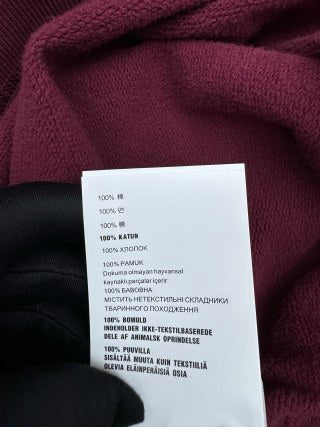 100% 棉
100% 면
100% 棉
100% KATUN
100% ХЛОПОК
100% PAMUK
Dokuma olmayan hayvansal
kaynaklı parçalar içerir
100% БАВОВНА
МІСТИТЬ НЕТЕКСТИЛЬНІ СКЛАДНИКИ
ТВАРИННОГО ПОХОДЖЕННЯ
100% BOMULD
INDEHOLDER IKKE-TEKSTILBASEREDE
DELE AF ANIMALSK OPRINDELSE
100% PUUVILLA
SISÄLTÄÄ MUUTA KUIN TEKSTIILIÄ
OLEVIA ELÄINPERÄISIÄ OSIA